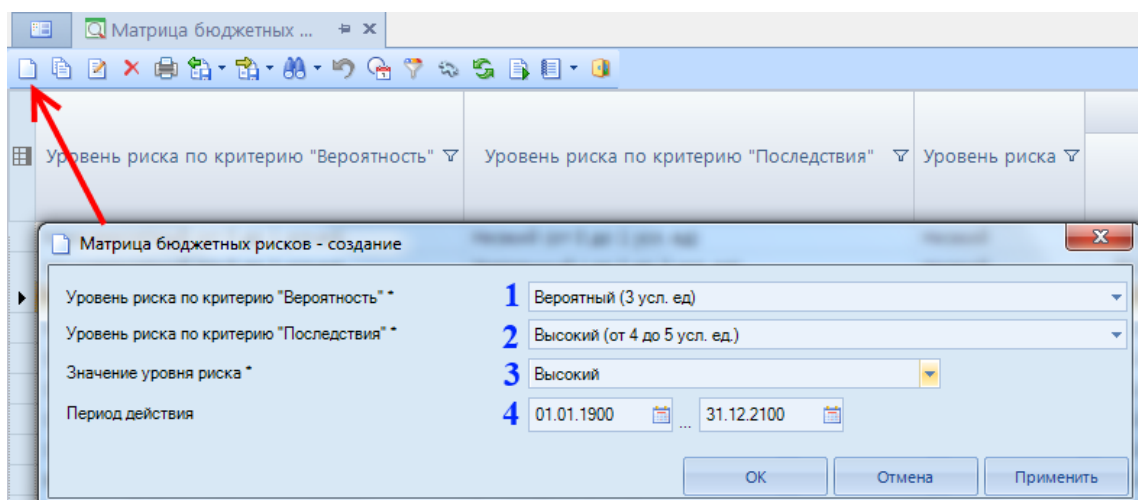 Матрица бюджетных ...
Уровень риска по критерию "Вероятность"
Уровень риска по критерию "Последствия"
Уровень риска
Матрица бюджетных рисков - создание
Уровень риска по критерию "Вероятность" * 1 Вероятный (3 усл. ед)
Уровень риска по критерию "Последствия" * 2 Высокий (от 4 до 5 усл. ед.)
Значение уровня риска * 3 Высокий
Период действия 4 01.01.1900 ... 31.12.2100
ОК Отмена Применить